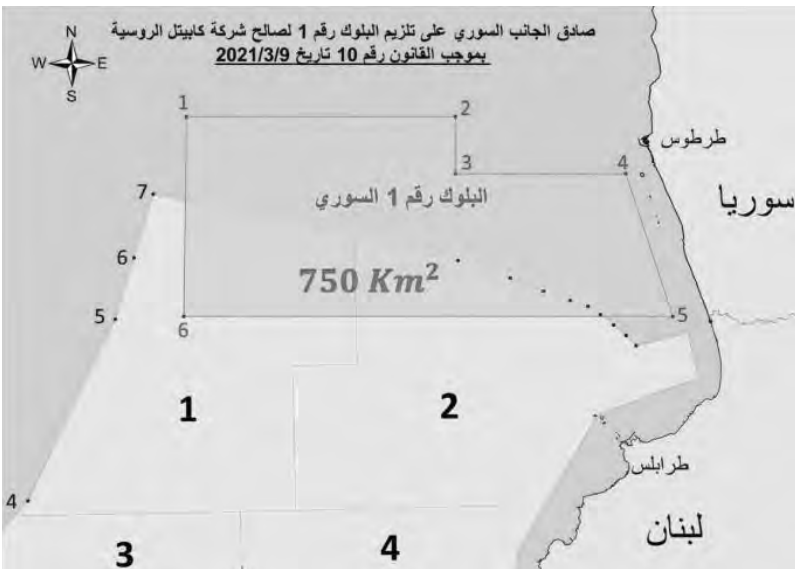 صادق الجانب السوري على تلزيم البلوك رقم 1 لصالح شركة كابيتل الروسية
بموجب القانون رقم 10 تاريخ 2021/3/9
N
W E
S
1
2
3
4
طرطوس
7
البلوك رقم 1 السوري
سوريا
6
750 Km²
5
6
5
1
2
طرابلس
4
لبنان
3
4